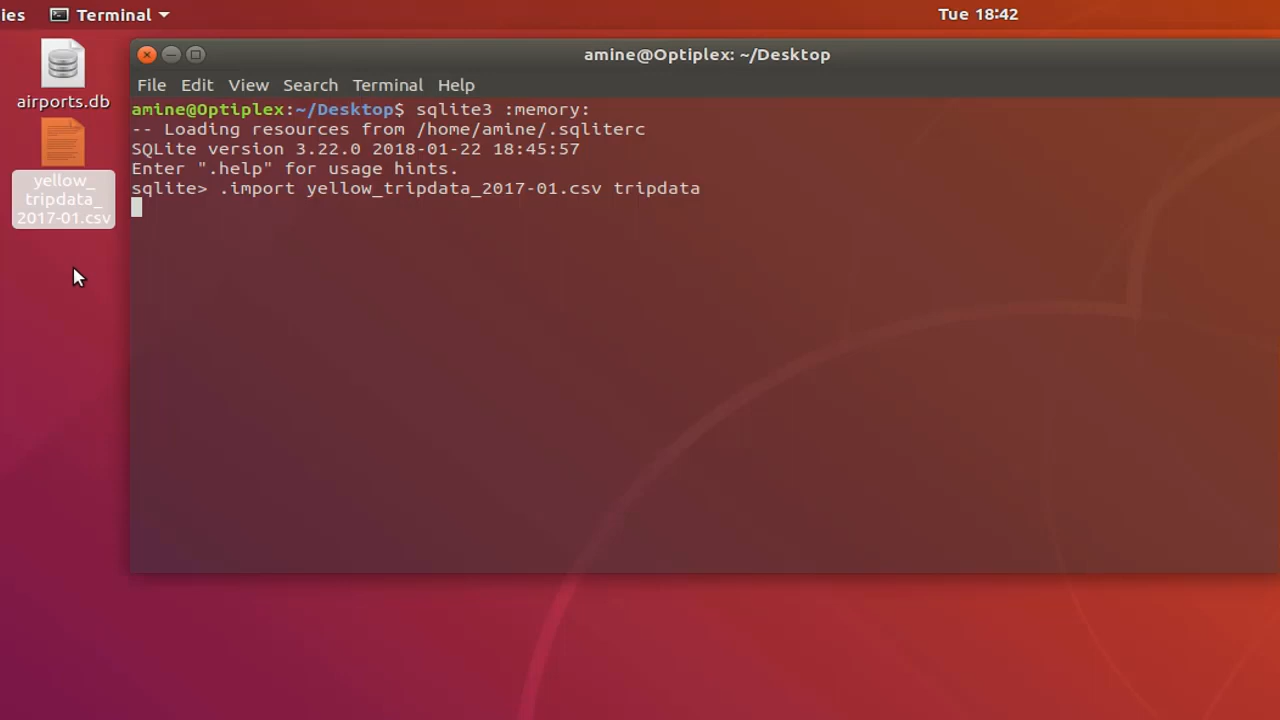 ies Terminal Tue 18:42
airports.db
yellow_
tripdata_
2017-01.csv
amine@Optiplex: ~/Desktop
File Edit View Search Terminal Help
amine@Optiplex:~/Desktop$ sqlite3 :memory:
-- Loading resources from /home/amine/.sqliterc
SQLite version 3.22.0 2018-01-22 18:45:57
Enter ".help" for usage hints.
sqlite> .import yellow_tripdata_2017-01.csv tripdata